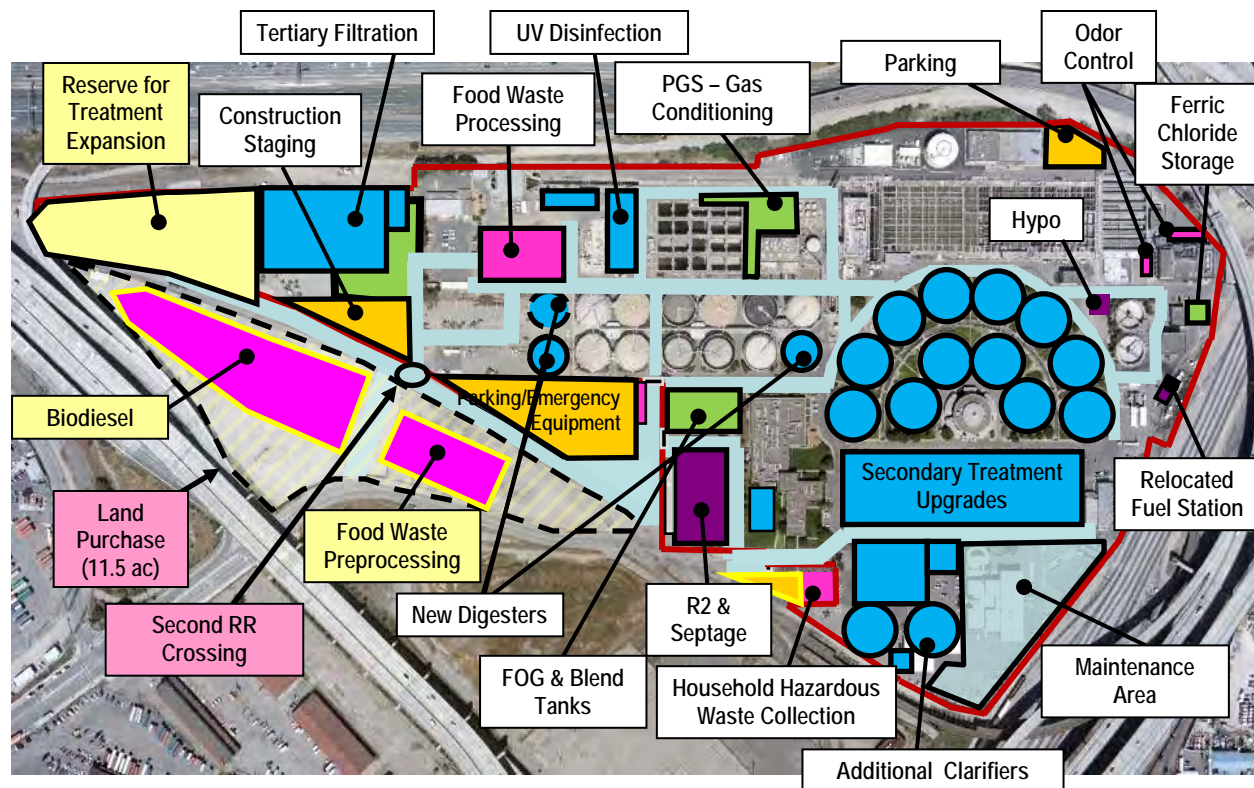 Tertiary Filtration
UV Disinfection
Odor
Control
Parking
Reserve for
Treatment
Expansion
Food Waste
Processing
PGS – Gas
Conditioning
Construction
Staging
Ferric
Chloride
Storage
Hypo
Parking/Emergency
Equipment
Biodiesel
Secondary Treatment
Upgrades
Relocated
Fuel Station
Land
Purchase
(11.5 ac)
Food Waste
Preprocessing
New Digesters
R2 &
Septage
Second RR
Crossing
FOG & Blend
Tanks
Household Hazardous
Waste Collection
Maintenance
Area
Additional Clarifiers